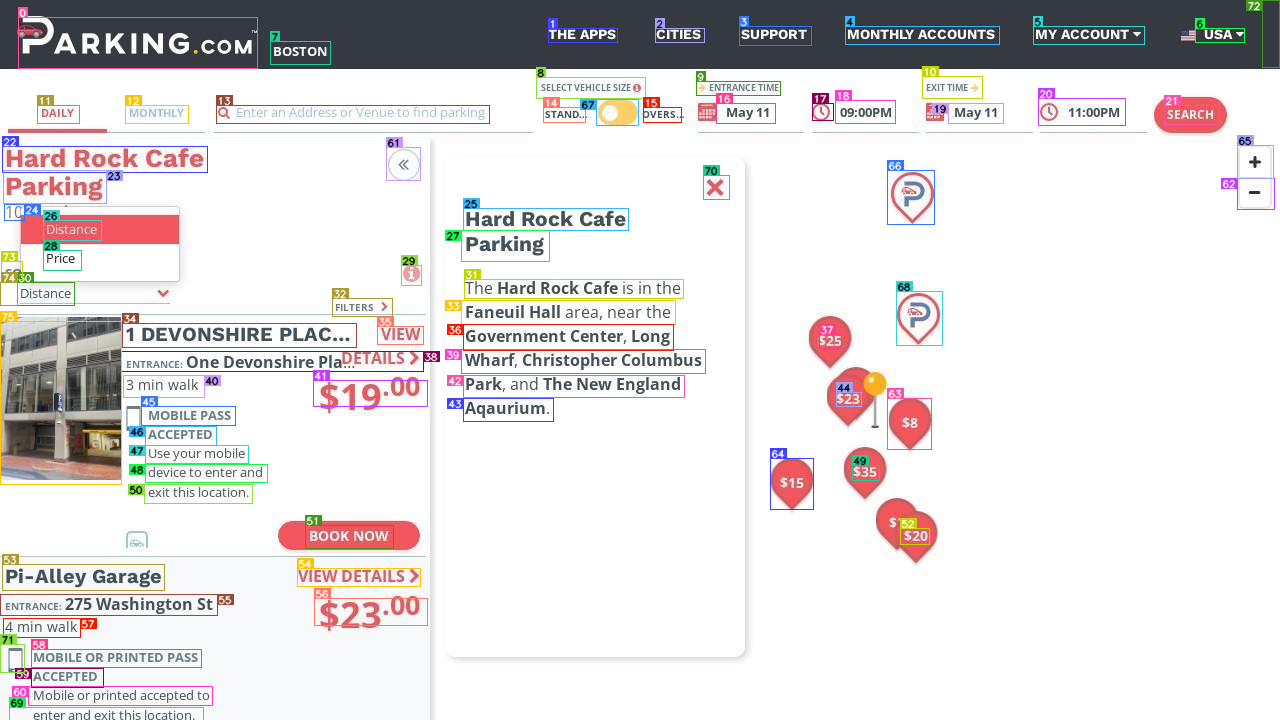 PARKING.COM
BOSTON
THE APPS
CITIES
SUPPORT
MONTHLY ACCOUNTS
MY ACCOUNT
USA
DAILY
MONTHLY
Enter an Address or Venue to find parking
SELECT VEHICLE SIZE
STAND...
OVERS...
ENTRANCE TIME
May 11
09:00PM
EXIT TIME
May 11
11:00PM
SEARCH
Hard Rock Cafe
Parking
Distance
Price
Distance
FILTERS
1 DEVONSHIRE PLAC...
VIEW
DETAILS
ENTRANCE: One Devonshire Pla...
3 min walk
$19.00
MOBILE PASS
ACCEPTED
Use your mobile
device to enter and
exit this location.
BOOK NOW
Pi-Alley Garage
VIEW DETAILS
ENTRANCE: 275 Washington St
$23.00
4 min walk
MOBILE OR PRINTED PASS
ACCEPTED
Mobile or printed accepted to
enter and exit this location.
Hard Rock Cafe
Parking
The Hard Rock Cafe is in the
Faneuil Hall area, near the
Government Center, Long
Wharf, Christopher Columbus
Park, and The New England
Aqaurium.
$25
$23
$8
$35
$15
$20